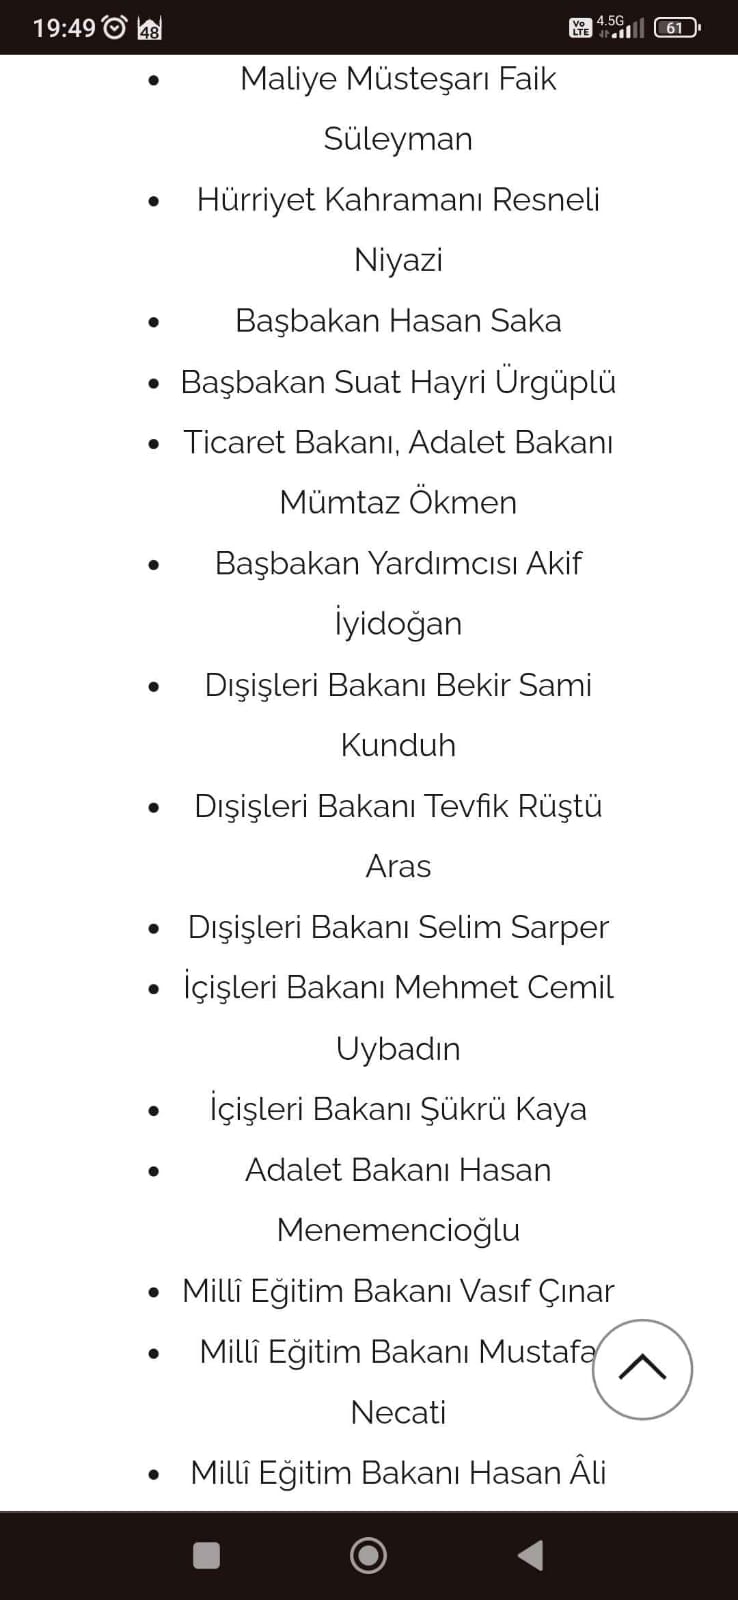 19:49 48 Vo LTE 4.5G 61
• Maliye Müsteşarı Faik
Süleyman
• Hürriyet Kahramanı Resneli
Niyazi
• Başbakan Hasan Saka
• Başbakan Suat Hayri Ürgüplü
• Ticaret Bakanı, Adalet Bakanı
Mümtaz Ökmen
• Başbakan Yardımcısı Akif
İyidoğan
• Dışişleri Bakanı Bekir Sami
Kunduh
• Dışişleri Bakanı Tevfik Rüştü
Aras
• Dışişleri Bakanı Selim Sarper
• İçişleri Bakanı Mehmet Cemil
Uybadın
• İçişleri Bakanı Şükrü Kaya
• Adalet Bakanı Hasan
Menemencioğlu
• Millî Eğitim Bakanı Vasıf Çınar
• Millî Eğitim Bakanı Mustafa
Necati
• Millî Eğitim Bakanı Hasan Âli